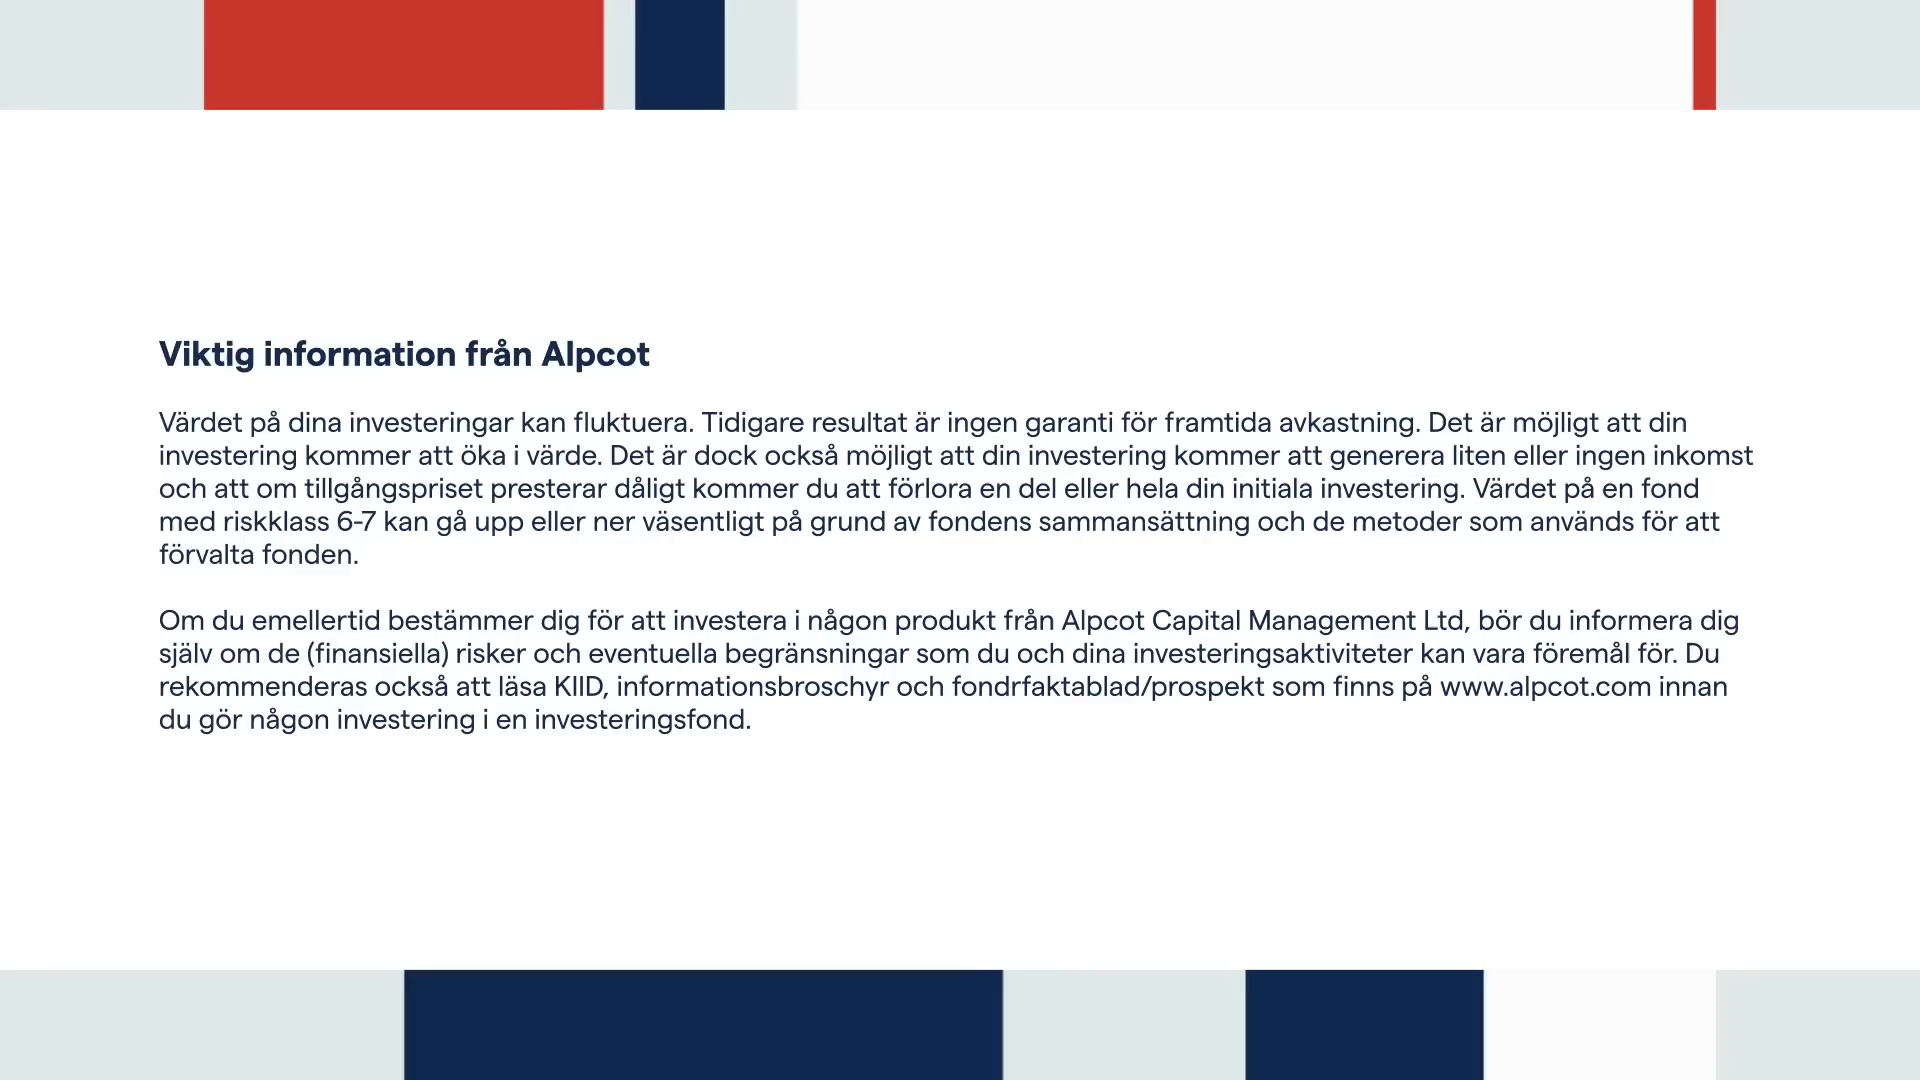 Viktig information från Alpcot
Värdet på dina investeringar kan fluktuera. Tidigare resultat är ingen garanti för framtida avkastning. Det är möjligt att din
investering kommer att öka i värde. Det är dock också möjligt att din investering kommer att generera liten eller ingen inkomst
och att om tillgångspriset presterar dåligt kommer du att förlora en del eller hela din initiala investering. Värdet på en fond
med riskklass 6-7 kan gå upp eller ner väsentligt på grund av fondens sammansättning och de metoder som används för att
förvalta fonden.
Om du emellertid bestämmer dig för att investera i någon produkt från Alpcot Capital Management Ltd, bör du informera dig
själv om de (finansiella) risker och eventuella begränsningar som du och dina investeringsaktiviteter kan vara föremål för. Du
rekommenderas också att läsa KIID, informationsbroschyr och fondrfaktablad/prospekt som finns på www.alpcot.com innan
du gör någon investering i en investeringsfond.